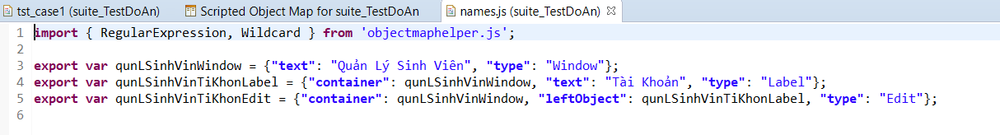 tst_case1 (suite_TestDoAn) Scripted Object Map for suite_TestDoAn names.js (suite_TestDoAn)
1 import { RegularExpression, Wildcard } from 'objectmaphelper.js';
2
3 export var qunLSinhVinWindow = {"text": "Quản Lý Sinh Viên", "type": "Window"};
4 export var qunLSinhVinTiKhonLabel = {"container": qunLSinhVinWindow, "text": "Tài Khoản", "type": "Label"};
5 export var qunLSinhVinTiKhonEdit = {"container": qunLSinhVinWindow, "leftObject": qunLSinhVinTiKhonLabel, "type": "Edit"};
6